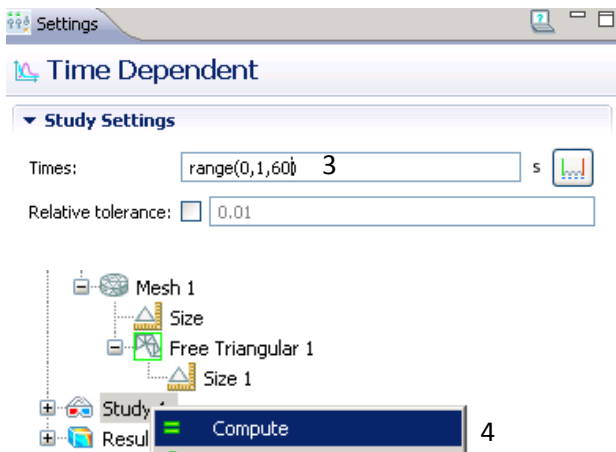 Settings
Time Dependent
Study Settings
Times: range(0,1,60) 3 s
Relative tolerance: 0.01
Mesh 1
Size
Free Triangular 1
Size 1
Study
Compute 4
Resul